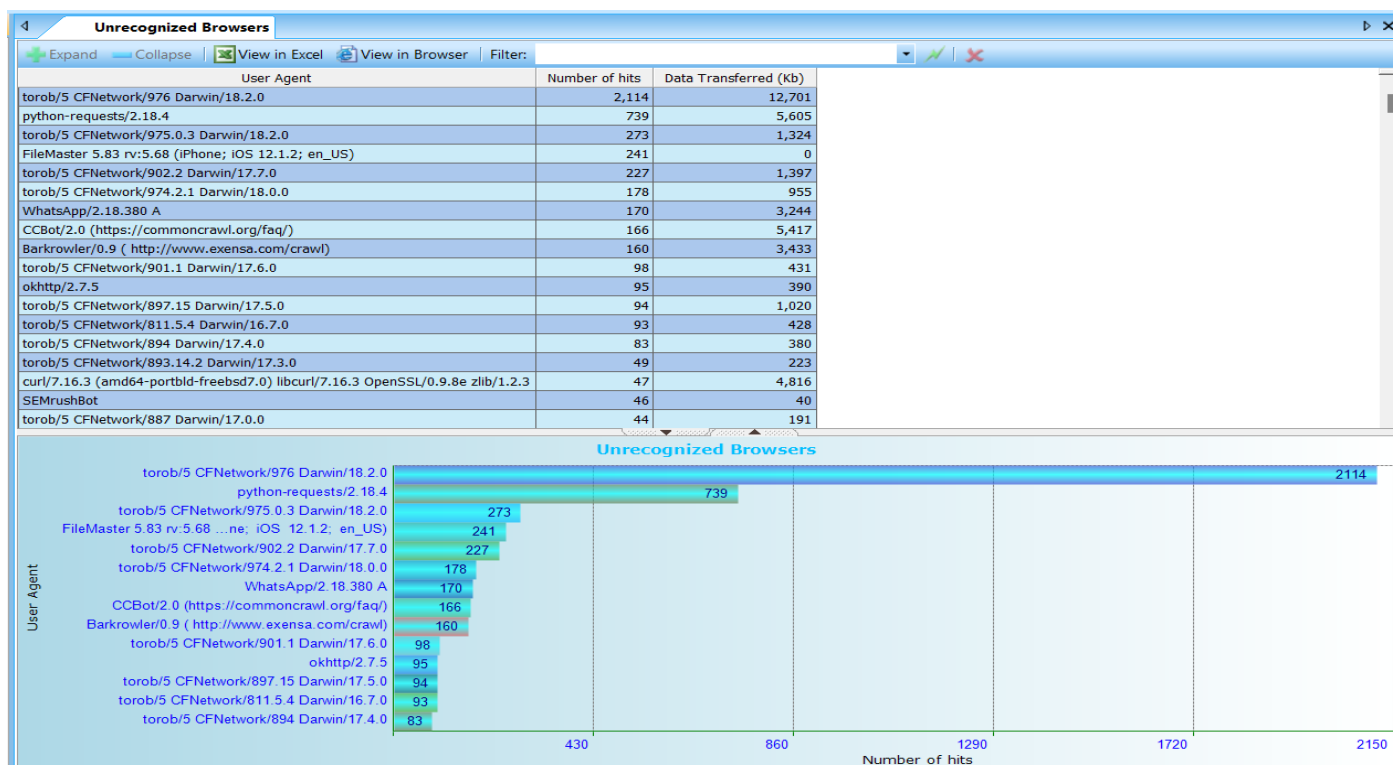 Unrecognized Browsers
Expand Collapse View in Excel View in Browser Filter:
User Agent Number of hits Data Transferred (Kb)
torob/5 CFNetwork/976 Darwin/18.2.0 2,114 12,701
python-requests/2.18.4 739 5,605
torob/5 CFNetwork/975.0.3 Darwin/18.2.0 273 1,324
FileMaster 5.83 rv:5.68 (iPhone; iOS 12.1.2; en_US) 241 0
torob/5 CFNetwork/902.2 Darwin/17.7.0 227 1,397
torob/5 CFNetwork/974.2.1 Darwin/18.0.0 178 955
WhatsApp/2.18.380 A 170 3,244
CCBot/2.0 (https://commoncrawl.org/faq/) 166 5,417
Barkrowler/0.9 ( http://www.exensa.com/crawl) 160 3,433
torob/5 CFNetwork/901.1 Darwin/17.6.0 98 431
okhttp/2.7.5 95 390
torob/5 CFNetwork/897.15 Darwin/17.5.0 94 1,020
torob/5 CFNetwork/811.5.4 Darwin/16.7.0 93 428
torob/5 CFNetwork/894 Darwin/17.4.0 83 380
torob/5 CFNetwork/893.14.2 Darwin/17.3.0 49 223
curl/7.16.3 (amd64-portbld-freebsd7.0) libcurl/7.16.3 OpenSSL/0.9.8e zlib/1.2.3 47 4,816
SEMrushBot 46 40
torob/5 CFNetwork/887 Darwin/17.0.0 44 191
Unrecognized Browsers
torob/5 CFNetwork/976 Darwin/18.2.0 2114
python-requests/2.18.4 739
torob/5 CFNetwork/975.0.3 Darwin/18.2.0 273
FileMaster 5.83 rv:5.68 ...ne; iOS 12.1.2; en_US) 241
torob/5 CFNetwork/902.2 Darwin/17.7.0 227
torob/5 CFNetwork/974.2.1 Darwin/18.0.0 178
WhatsApp/2.18.380 A 170
CCBot/2.0 (https://commoncrawl.org/faq/) 166
Barkrowler/0.9 ( http://www.exensa.com/crawl) 160
torob/5 CFNetwork/901.1 Darwin/17.6.0 98
okhttp/2.7.5 95
torob/5 CFNetwork/897.15 Darwin/17.5.0 94
torob/5 CFNetwork/811.5.4 Darwin/16.7.0 93
torob/5 CFNetwork/894 Darwin/17.4.0 83
User Agent
430 860 1290 1720 2150
Number of hits